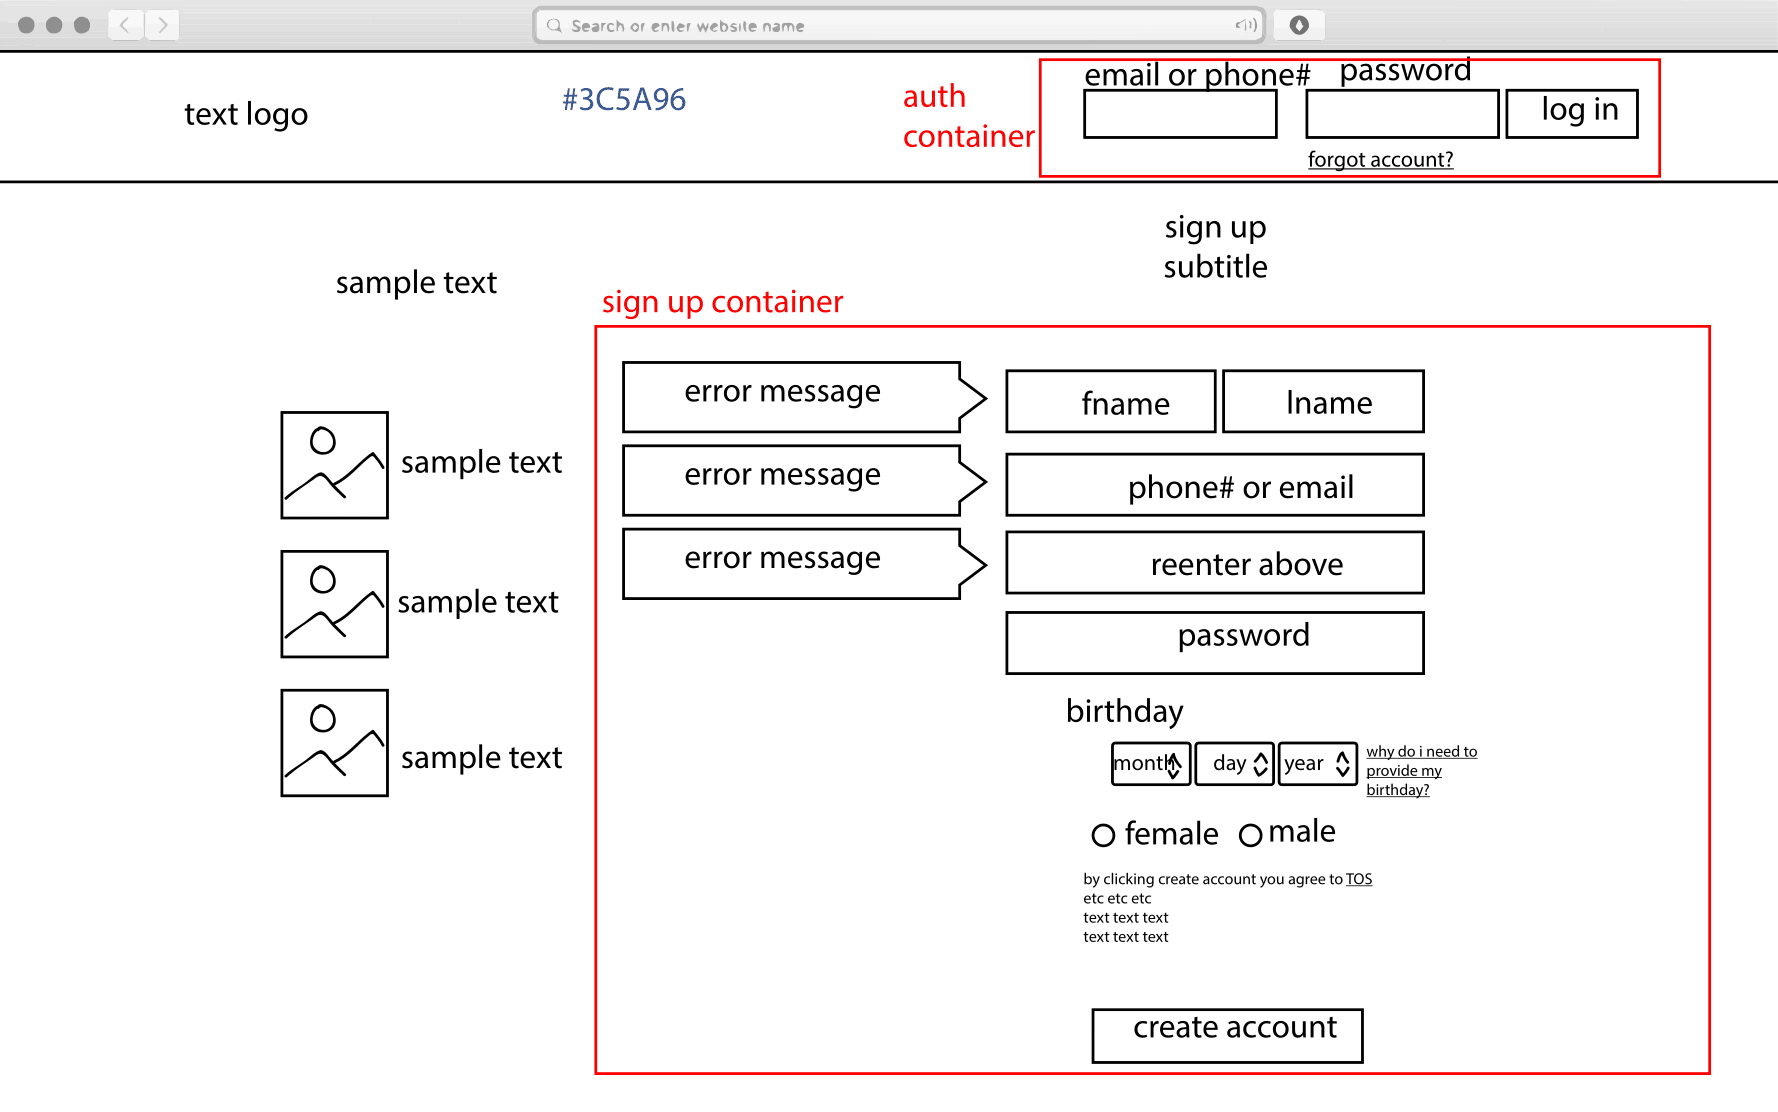 Search or enter website name
text logo
#3C5A96
auth
container
email or phone#
password
log in
forgot account?
sign up
subtitle
sample text
sign up container
error message
fname
lname
error message
phone# or email
sample text
error message
reenter above
sample text
password
birthday
month
day
year
why do i need to
provide my
birthday?
sample text
female
male
by clicking create account you agree to TOS
etc etc etc
text text text
text text text
create account